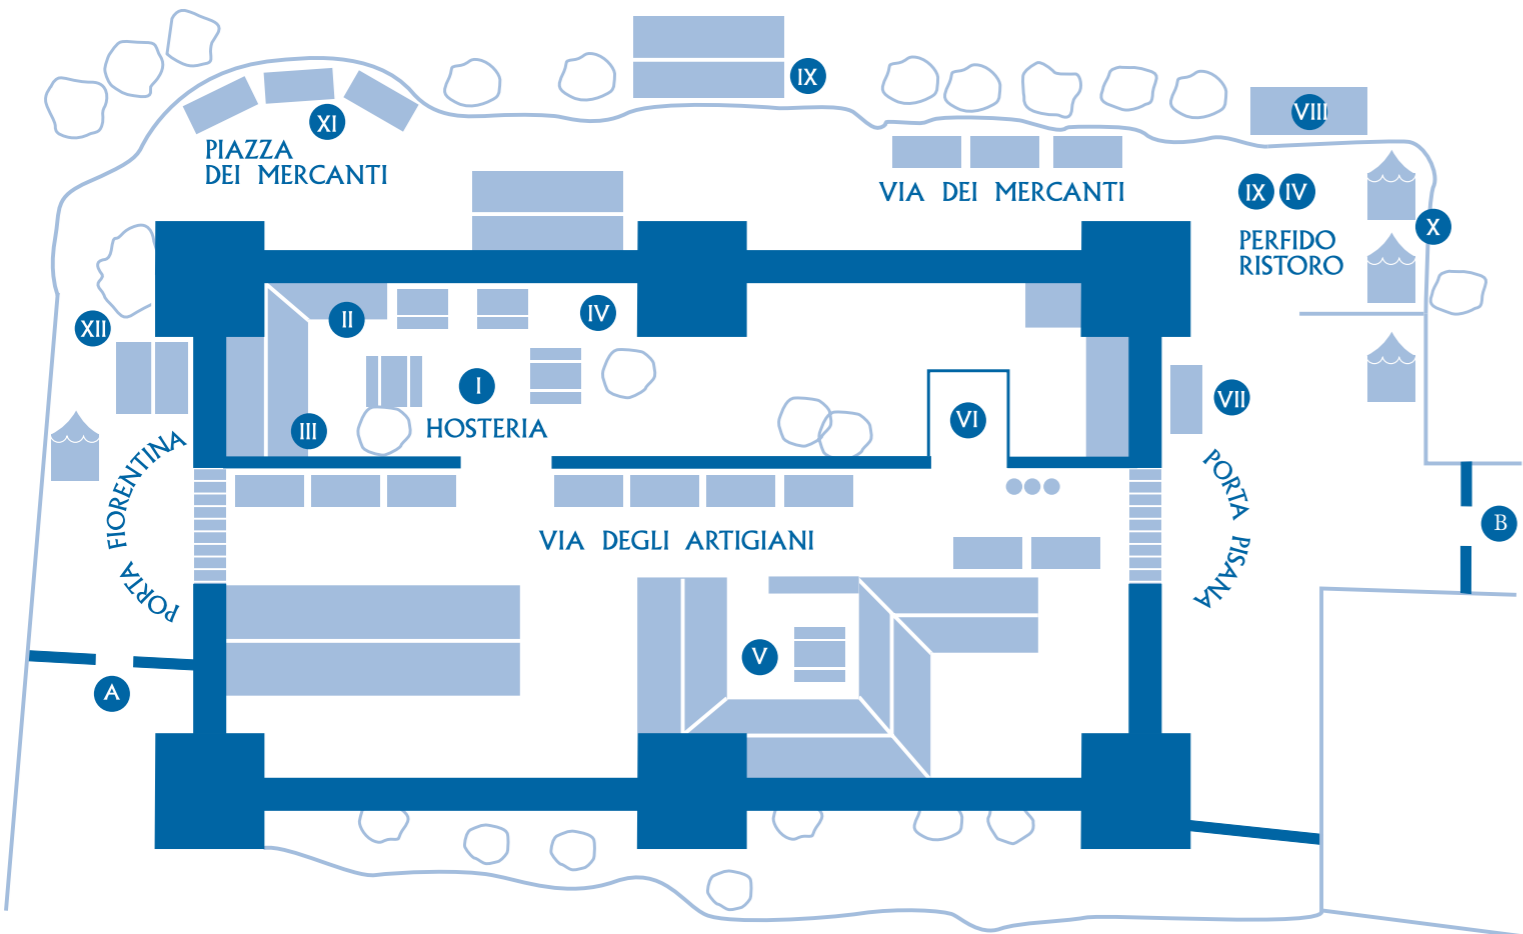 IX
VIII
XI
PIAZZA
DEI MERCANTI
VIA DEI MERCANTI
IX IV
X
PERFIDO
RISTORO
XII
II
IV
I
VII
III
HOSTERIA
VI
PORTA FIORENTINA
PORTA PISANA
VIA DEGLI ARTIGIANI
B
V
A